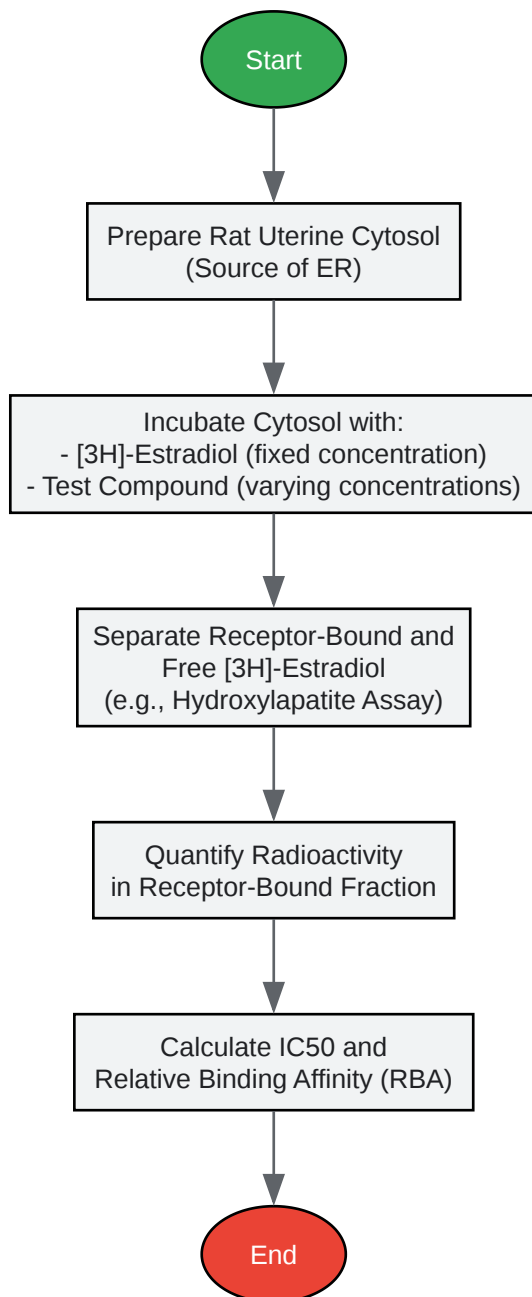 Start
Prepare Rat Uterine Cytosol
(Source of ER)
Incubate Cytosol with:
- [3H]-Estradiol (fixed concentration)
- Test Compound (varying concentrations)
Separate Receptor-Bound and
Free [3H]-Estradiol
(e.g., Hydroxylapatite Assay)
Quantify Radioactivity
in Receptor-Bound Fraction
Calculate IC50 and
Relative Binding Affinity (RBA)
End